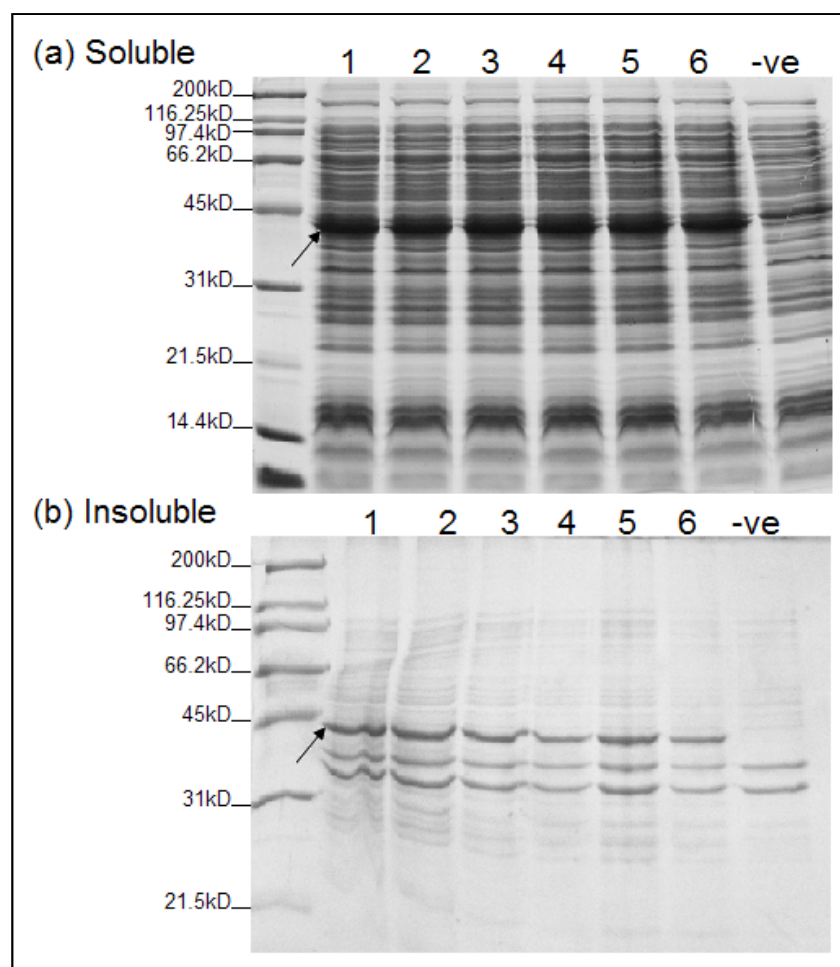 (a) Soluble
1 2 3 4 5 6 -ve
200kD
116.25kD
97.4kD
66.2kD
45kD
31kD
21.5kD
14.4kD
(b) Insoluble
1 2 3 4 5 6 -ve
200kD
116.25kD
97.4kD
66.2kD
45kD
31kD
21.5kD